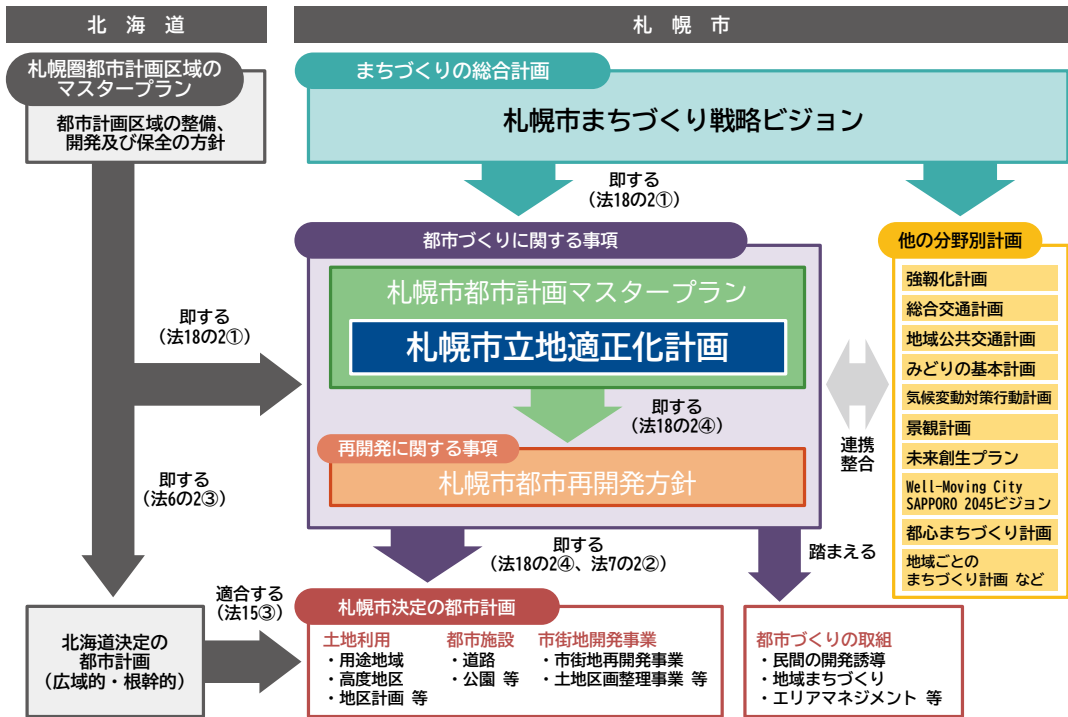 北海道
札幌市
札幌圏都市計画区域の
マスタープラン
都市計画区域の整備、
開発及び保全の方針
まちづくりの総合計画
札幌市まちづくり戦略ビジョン
即する
(法18の2①)
都市づくりに関する事項
札幌市都市計画マスタープラン
札幌市立地適正化計画
即する
(法18の2①)
即する
(法18の2④)
再開発に関する事項
札幌市都市再開発方針
連携
整合
他の分野別計画
強靱化計画
総合交通計画
地域公共交通計画
みどりの基本計画
気候変動対策行動計画
景観計画
未来創生プラン
Well-Moving City
SAPPORO 2045ビジョン
都心まちづくり計画
地域ごとの
まちづくり計画 など
即する
(法6の2③)
即する
(法18の2④、法7の2②)
踏まえる
北海道決定の
都市計画
(広域的・根幹的)
適合する
(法15③)
札幌市決定の都市計画
土地利用
・用途地域
・高度地区
・地区計画 等
都市施設
・道路
・公園 等
市街地開発事業
・市街地再開発事業
・土地区画整理事業 等
都市づくりの取組
・民間の開発誘導
・地域まちづくり
・エリアマネジメント 等